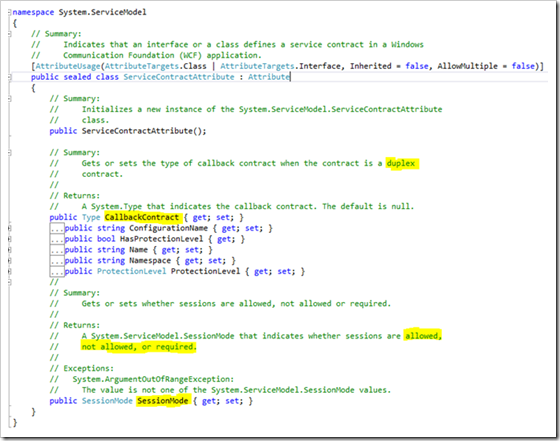 namespace System.ServiceModel
{
// Summary:
//     Indicates that an interface or a class defines a service contract in a Windows
//     Communication Foundation (WCF) application.
[AttributeUsage(AttributeTargets.Class | AttributeTargets.Interface, Inherited = false, AllowMultiple = false)]
public sealed class ServiceContractAttribute : Attribute
{
// Summary:
//     Initializes a new instance of the System.ServiceModel.ServiceContractAttribute
//     class.
public ServiceContractAttribute();
// Summary:
//     Gets or sets the type of callback contract when the contract is a duplex
//     contract.
//
// Returns:
//     A System.Type that indicates the callback contract. The default is null.
public Type CallbackContract { get; set; }
...public string ConfigurationName { get; set; }
...public bool HasProtectionLevel { get; }
...public string Name { get; set; }
...public string Namespace { get; set; }
...public ProtectionLevel ProtectionLevel { get; set; }
//
// Summary:
//     Gets or sets whether sessions are allowed, not allowed or required.
//
// Returns:
//     A System.ServiceModel.SessionMode that indicates whether sessions are allowed,
//     not allowed, or required.
//
// Exceptions:
//   System.ArgumentOutOfRangeException:
//     The value is not one of the System.ServiceModel.SessionMode values.
public SessionMode SessionMode { get; set; }
}
}